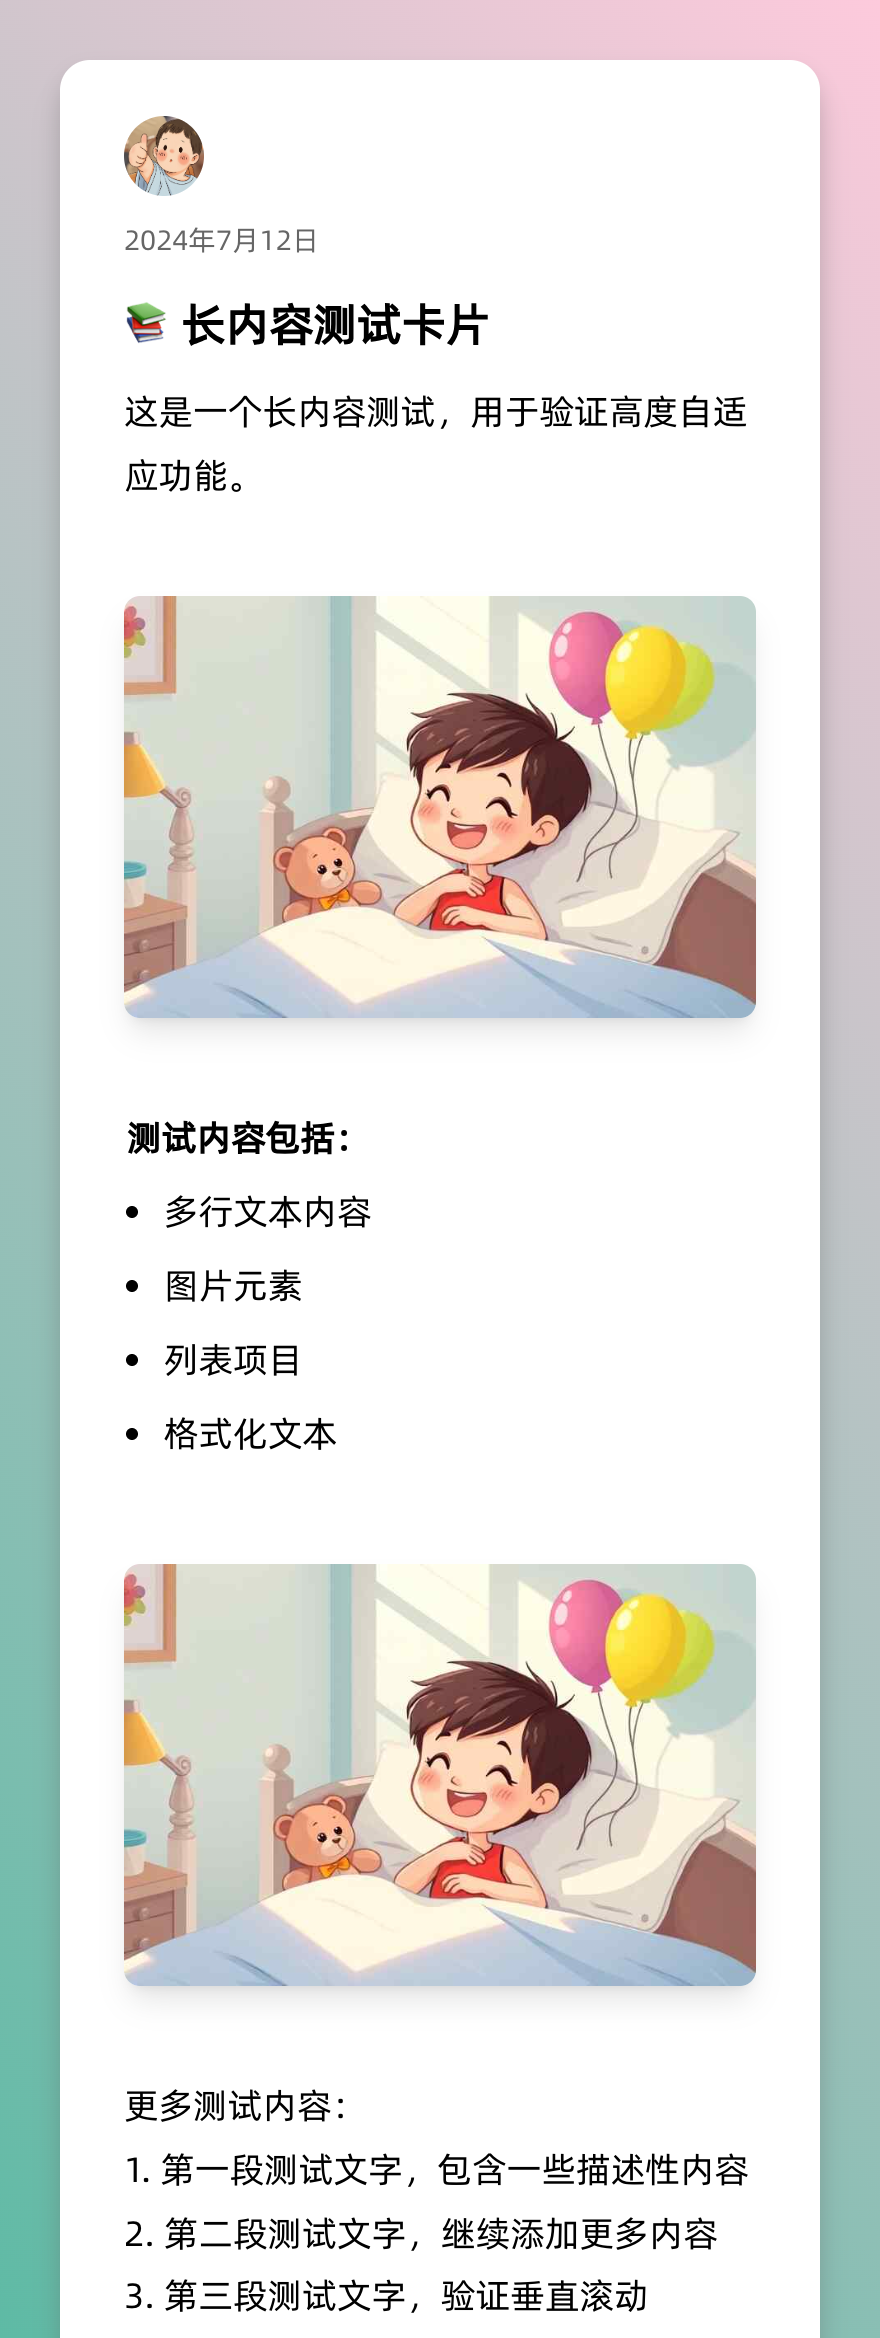 2024年7月12日
📚 长内容测试卡片
这是一个长内容测试，用于验证高度自适
应功能。
测试内容包括：
• 多行文本内容
• 图片元素
• 列表项目
• 格式化文本
更多测试内容：
1. 第一段测试文字，包含一些描述性内容
2. 第二段测试文字，继续添加更多内容
3. 第三段测试文字，验证垂直滚动